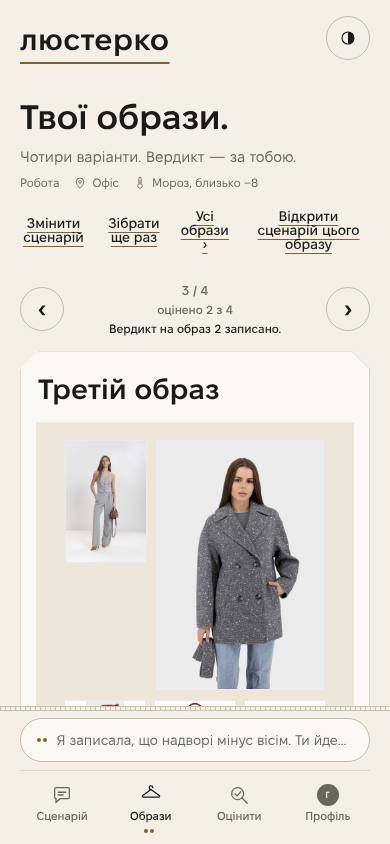 люстерко
Твої образи.
Чотири варіанти. Вердикт — за тобою.
Робота Офіс Мороз, близько −8
Змінити сценарій
Зібрати ще раз
Усі образи ›
Відкрити сценарій цього образу
‹
3 / 4
оцінено 2 з 4
Вердикт на образ 2 записано.
›
Третій образ
Я записала, що надворі мінус вісім. Ти йде...
Сценарій
Образи
Оцінити
Г
Профіль